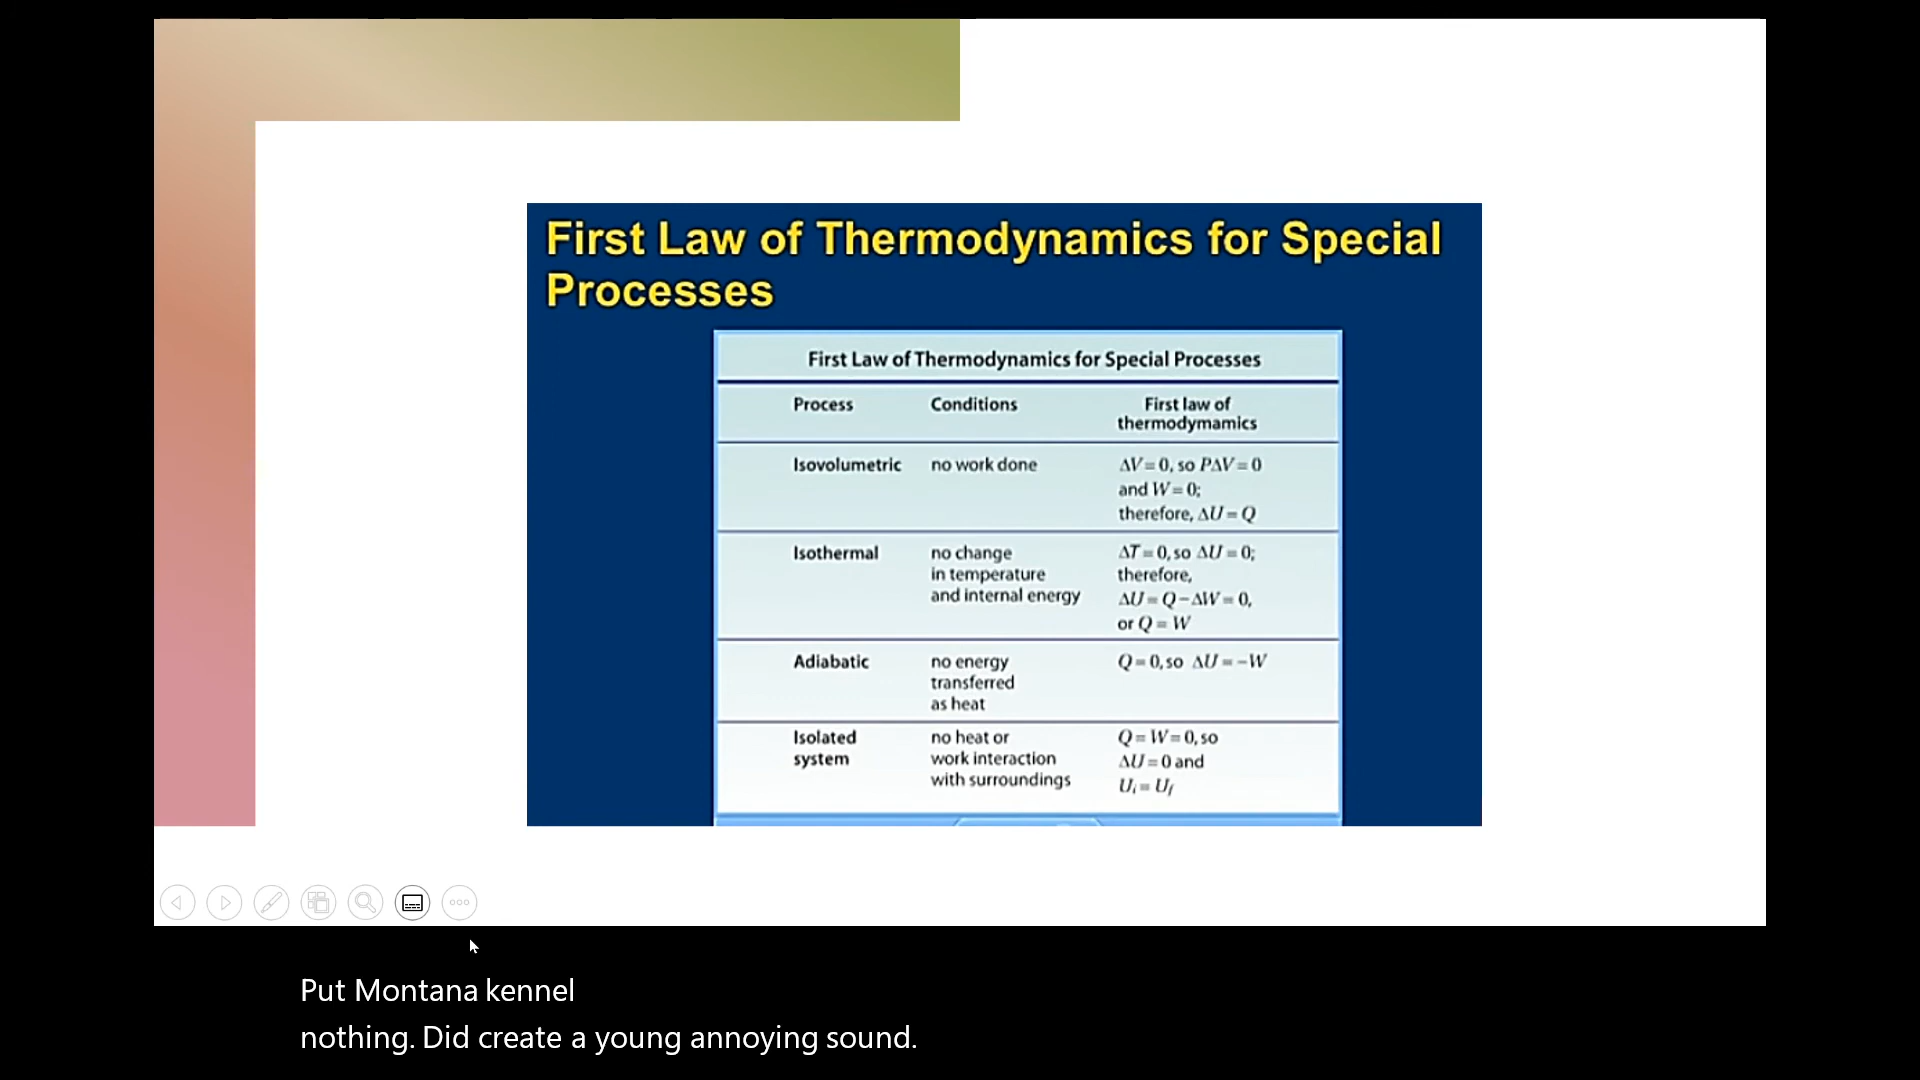 First Law of Thermodynamics for Special
Processes
First Law of Thermodynamics for Special Processes
Process Conditions First law of
thermodymamics
Isovolumetric no work done ΔV = 0, so PΔV = 0
and W = 0;
therefore, ΔU = Q
Isothermal no change ΔT = 0, so ΔU = 0;
in temperature therefore,
and internal energy ΔU = Q − ΔW = 0,
or Q = W
Adiabatic no energy Q = 0, so ΔU = −W
transferred
as heat
Isolated no heat or Q = W = 0, so
system work interaction ΔU = 0 and
with surroundings Ui = Uf
Put Montana kennel
nothing. Did create a young annoying sound.